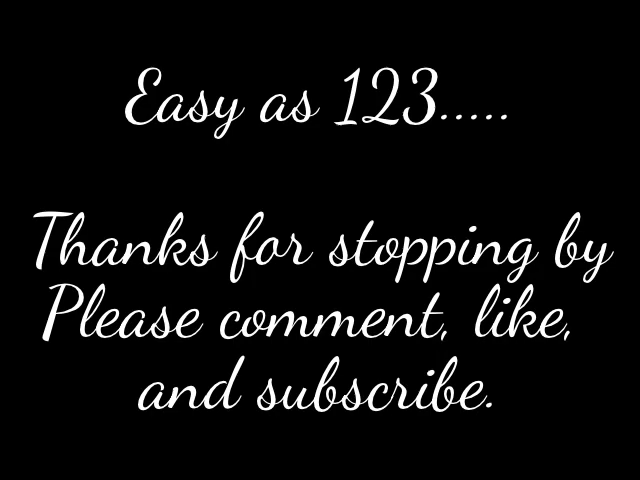 Easy as 123.....
Thanks for stopping by
Please comment, like,
and subscribe.